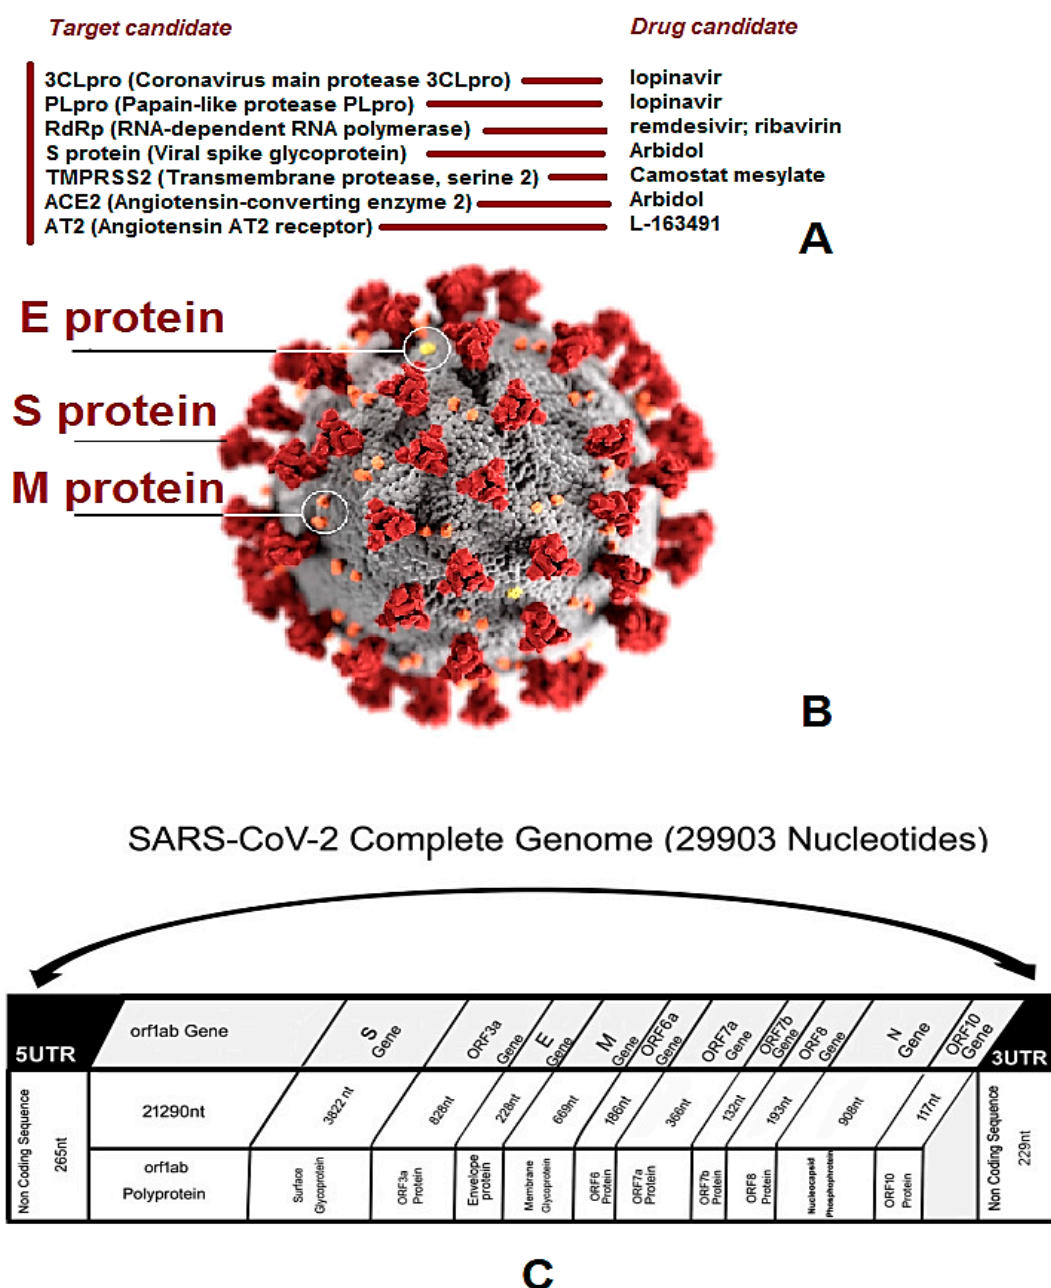 Target candidate Drug candidate
3CLpro (Coronavirus main protease 3CLpro) lopinavir
PLpro (Papain-like protease PLpro) lopinavir
RdRp (RNA-dependent RNA polymerase) remdesivir; ribavirin
S protein (Viral spike glycoprotein) Arbidol
TMPRSS2 (Transmembrane protease, serine 2) Camostat mesylate
ACE2 (Angiotensin-converting enzyme 2) Arbidol
AT2 (Angiotensin AT2 receptor) L-163491
A
E protein
S protein
M protein
B
SARS-CoV-2 Complete Genome (29903 Nucleotides)
5UTR
orf1ab Gene
S Gene
ORF3a Gene
E Gene
M Gene
ORF6a Gene
ORF7a Gene
ORF7b Gene
ORF8 Gene
N Gene
ORF10 Gene
3UTR
Non Coding Sequence
265nt
21290nt
3822 nt
828nt
228nt
669nt
186nt
366nt
132nt
193nt
908nt
117nt
Non Coding Sequence
229nt
orf1ab
Polyprotein
Surface
Glycoprotein
ORF3a
Protein
Envelope
protein
Membrane
Glycoprotein
ORF6
Protein
ORF7a
Protein
ORF7b
Protein
ORF8
Protein
Nucleocapsid
Phosphophrotein
ORF10
Protein
C